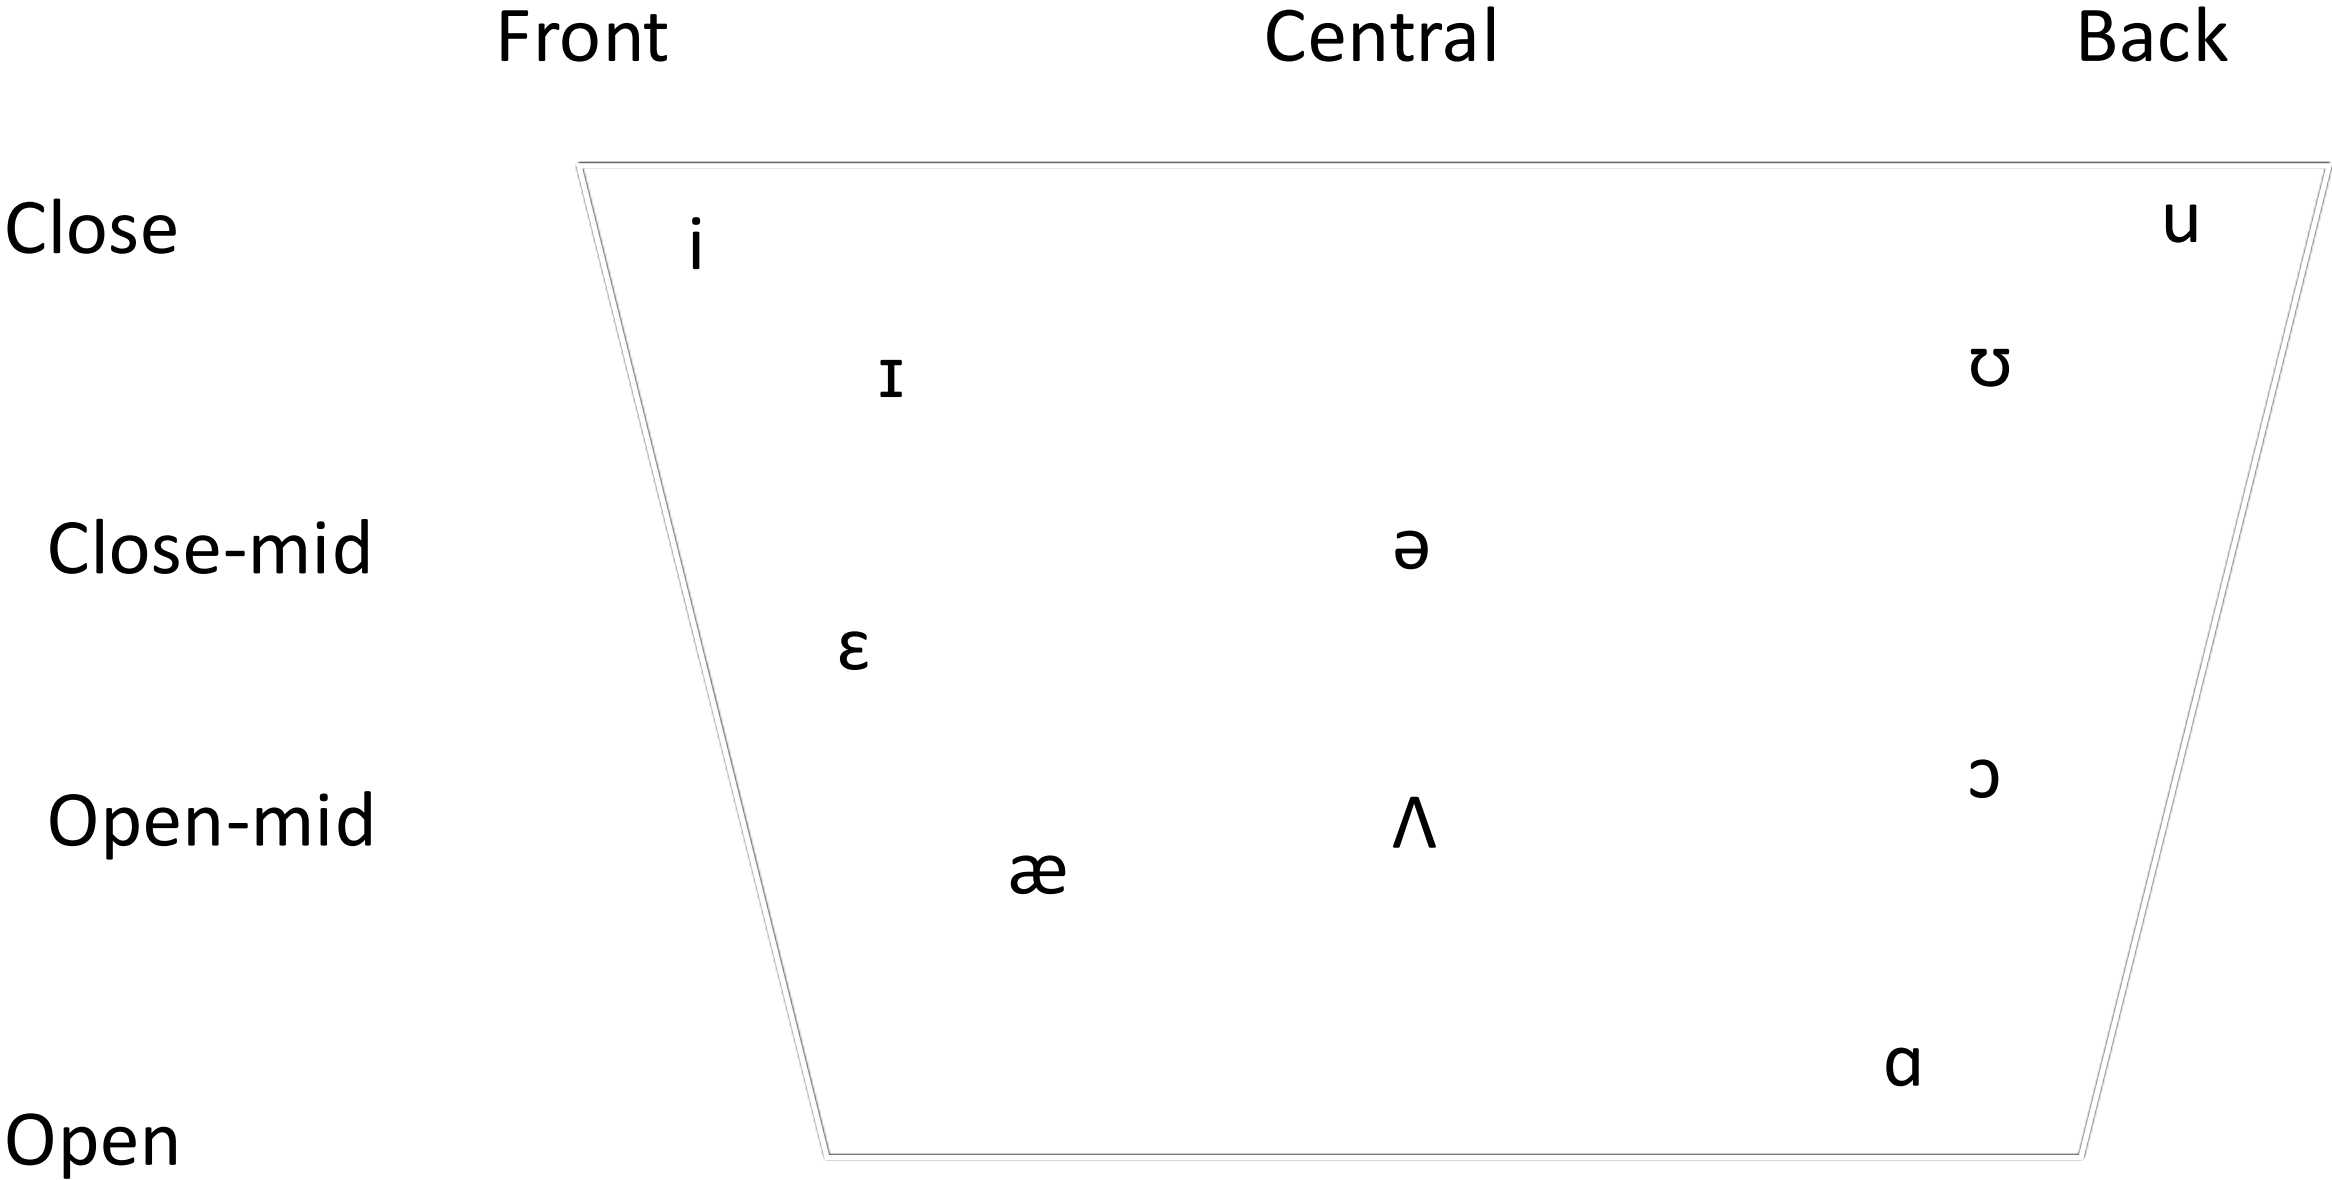 Front Central Back
Close i u
ɪ ʊ
Close-mid ə
ɛ
Open-mid ʌ ɔ
æ
ɑ
Open